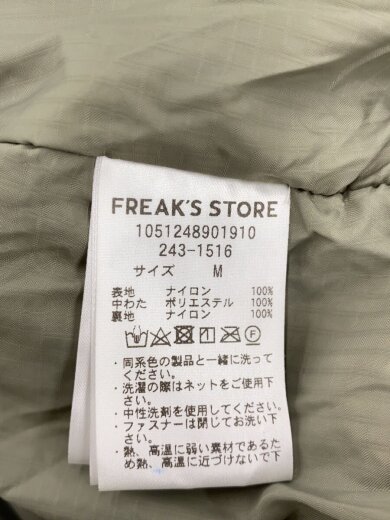 FREAK'S STORE
1051248901910
243-1516
サイズ M
表地 ナイロン 100%
中わた ポリエステル 100%
裏地 ナイロン 100%
・同系色の製品と一緒に洗って
ください。
・洗濯の際はネットをご使用下
さい。
・中性洗剤を使用してください。
・ファスナーは閉じてお洗い下
さい。
・熱、高温に弱い素材であるた
め熱、高温に近づけないで下